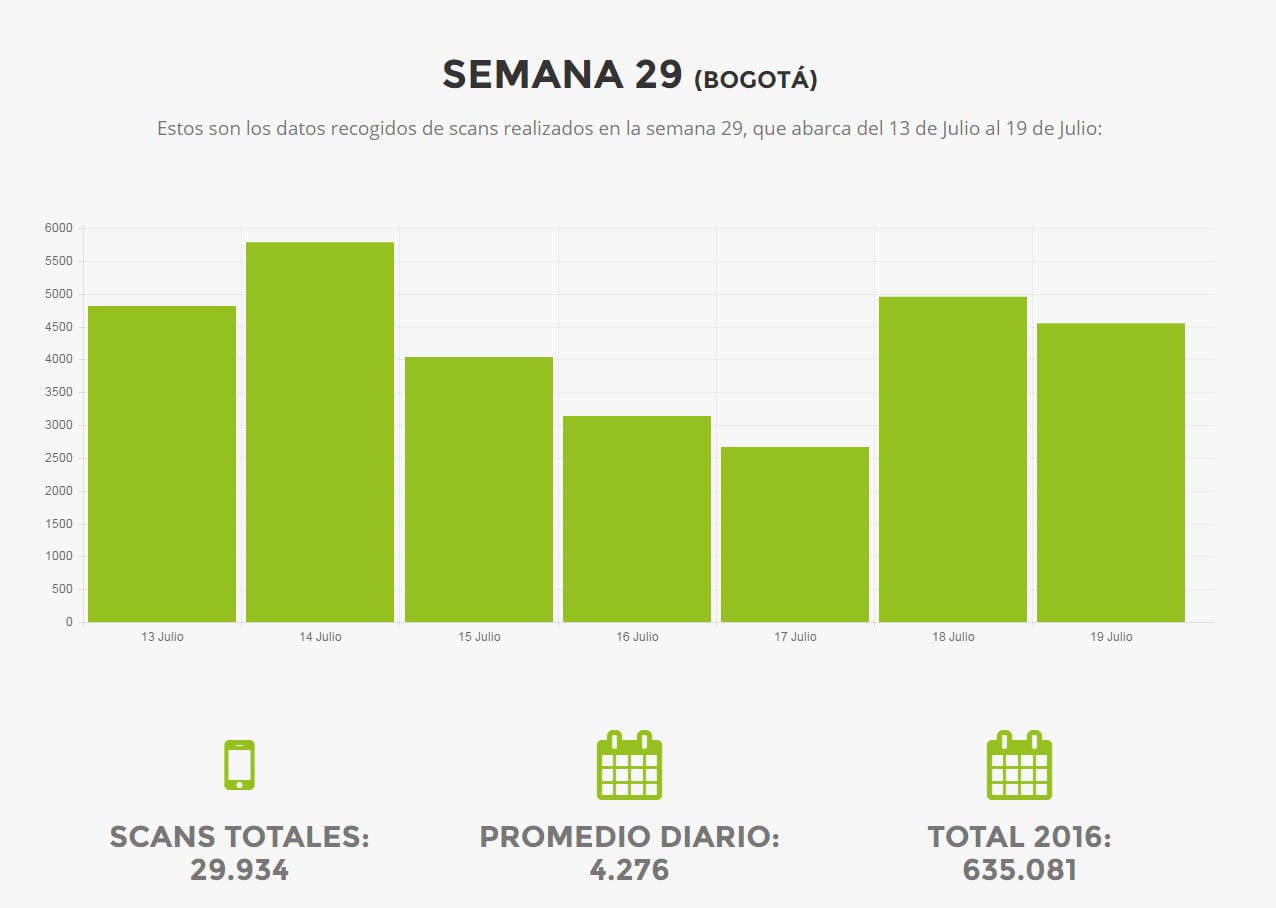 SEMANA 29 (BOGOTÁ)
Estos son los datos recogidos de scans realizados en la semana 29, que abarca del 13 de Julio al 19 de Julio:
6000
5500
5000
4500
4000
3500
3000
2500
2000
1500
1000
500
0
13 Julio 14 Julio 15 Julio 16 Julio 17 Julio 18 Julio 19 Julio
SCANS TOTALES: PROMEDIO DIARIO: TOTAL 2016:
29.934 4.276 635.081